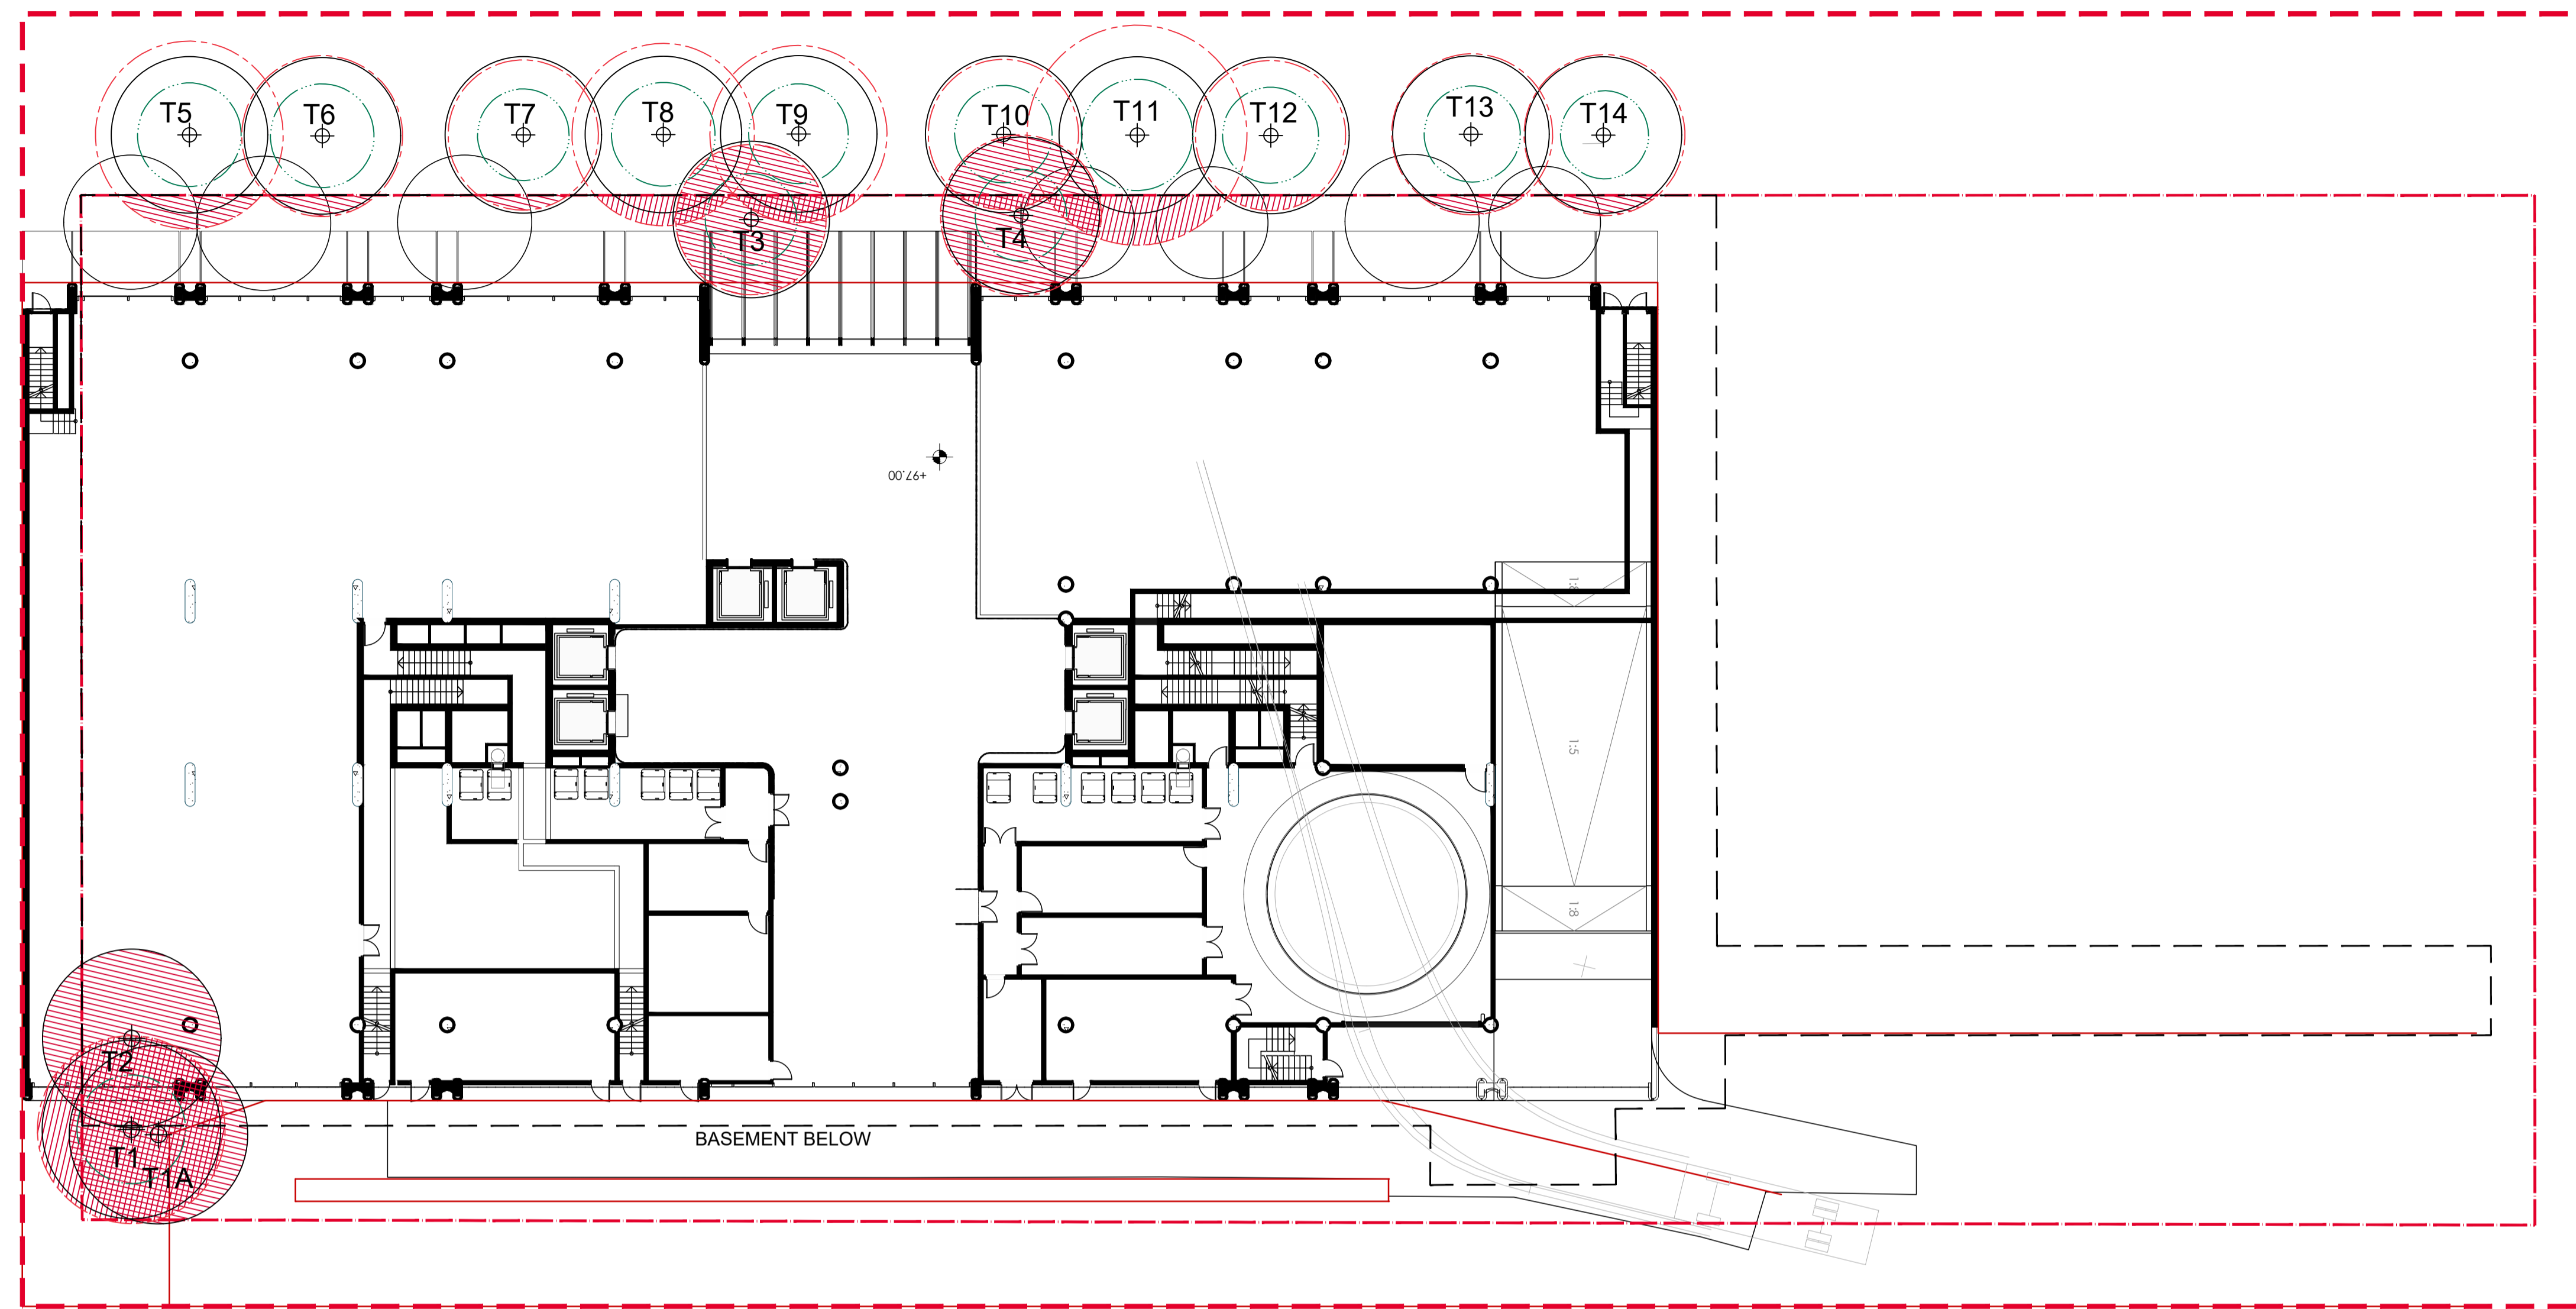 T5
T6
T7
T8
T9
T10
T11
T12
T13
T14
T3
T4
+97.00
1:8
1:5
1:8
T2
T1
T1A
BASEMENT BELOW